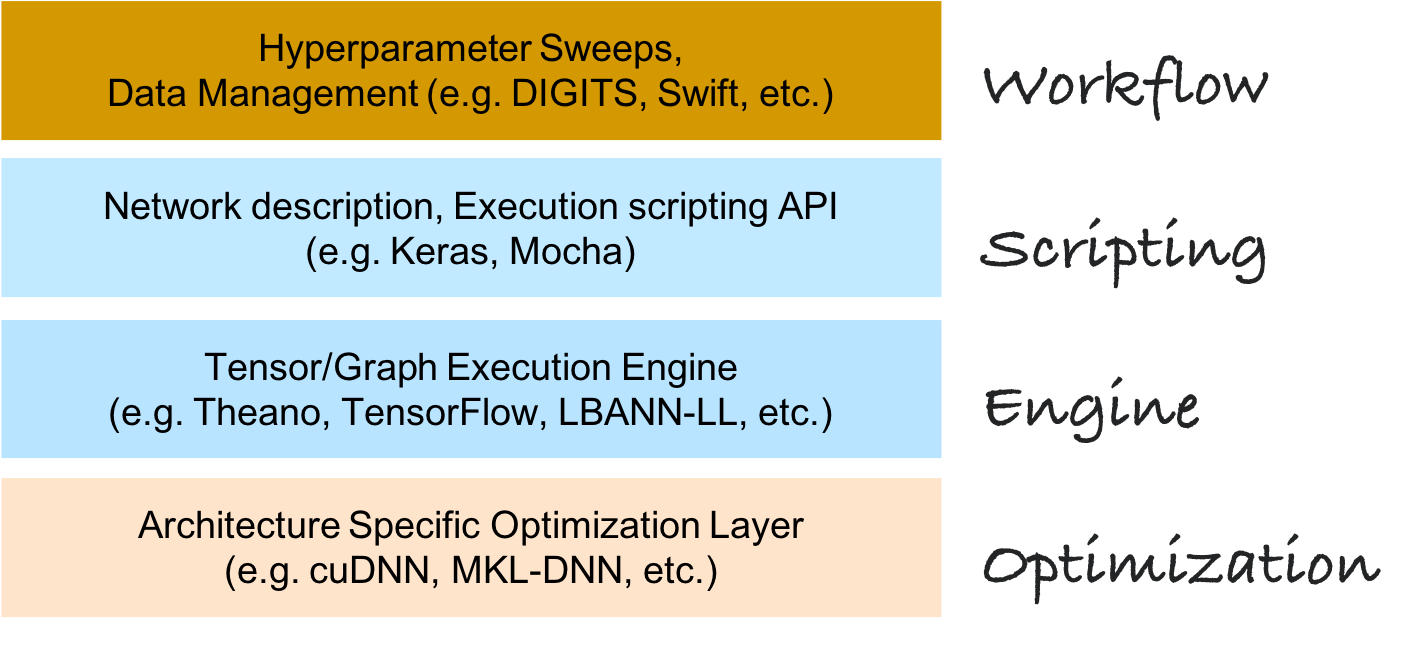 Hyperparameter Sweeps,
Data Management (e.g. DIGITS, Swift, etc.)
Workflow
Network description, Execution scripting API
(e.g. Keras, Mocha)
Scripting
Tensor/Graph Execution Engine
(e.g. Theano, TensorFlow, LBANN-LL, etc.)
Engine
Architecture Specific Optimization Layer
(e.g. cuDNN, MKL-DNN, etc.)
Optimization